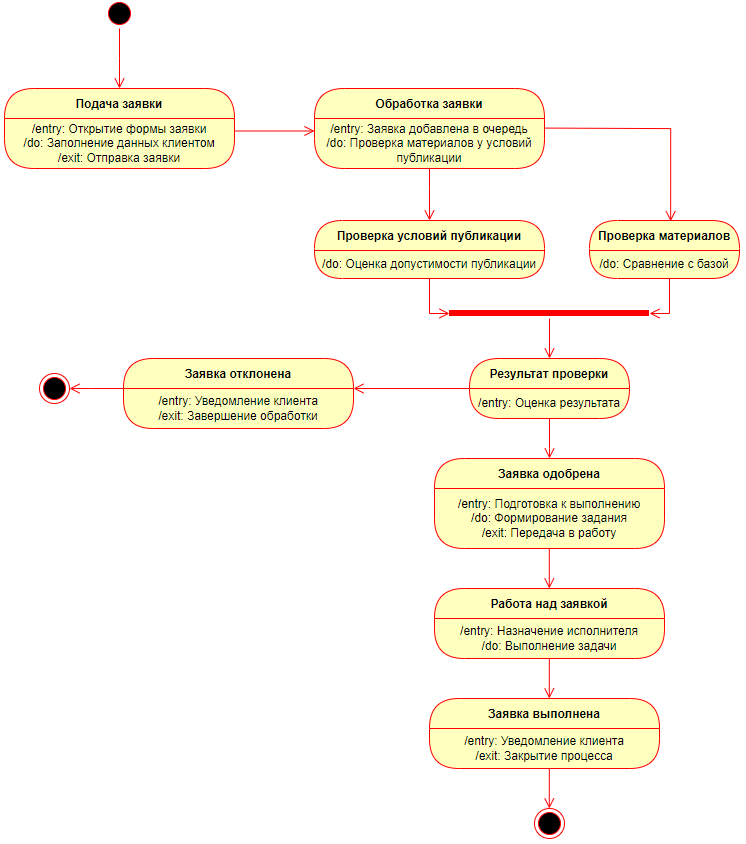 Подача заявки
/entry: Открытие формы заявки
/do: Заполнение данных клиентом
/exit: Отправка заявки
Обработка заявки
/entry: Заявка добавлена в очередь
/do: Проверка материалов у условий
публикации
Проверка условий публикации
/do: Оценка допустимости публикации
Проверка материалов
/do: Сравнение с базой
Заявка отклонена
/entry: Уведомление клиента
/exit: Завершение обработки
Результат проверки
/entry: Оценка результата
Заявка одобрена
/entry: Подготовка к выполнению
/do: Формирование задания
/exit: Передача в работу
Работа над заявкой
/entry: Назначение исполнителя
/do: Выполнение задачи
Заявка выполнена
/entry: Уведомление клиента
/exit: Закрытие процесса